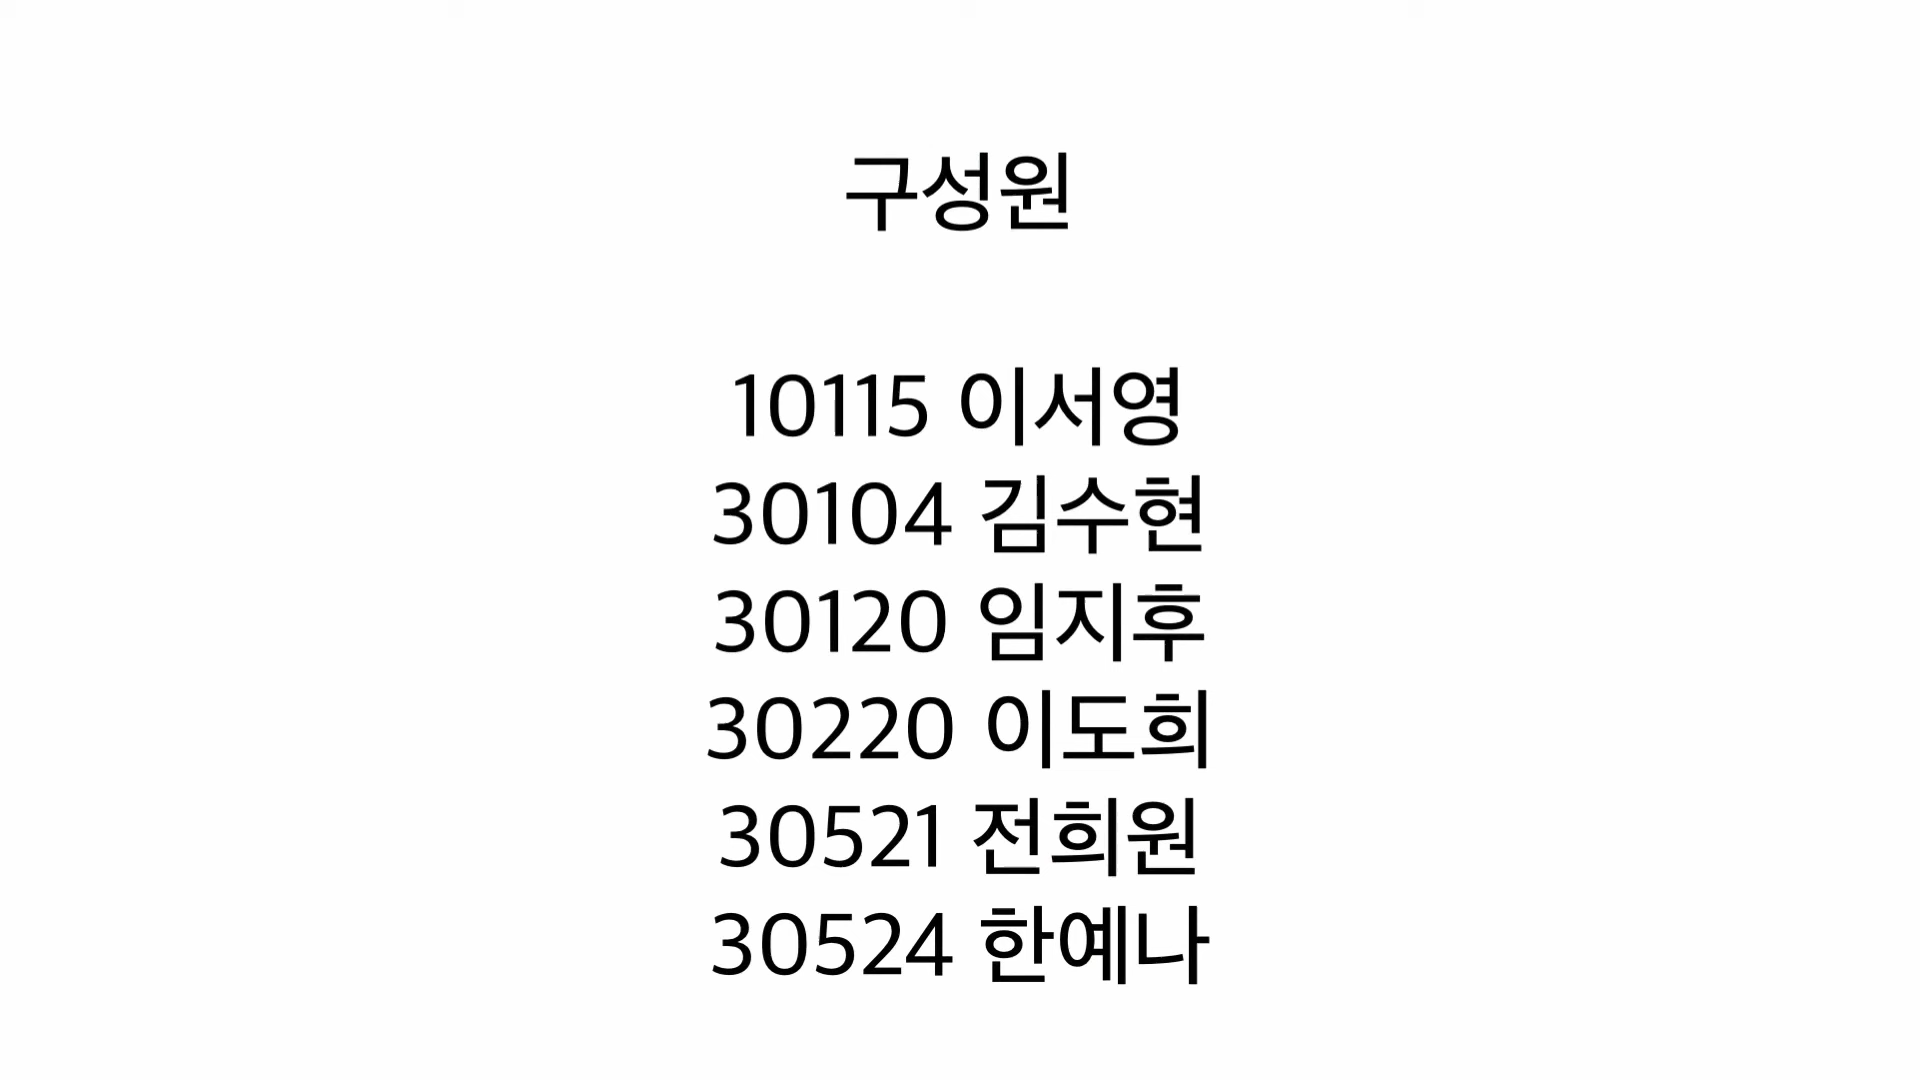 구성원
10115 이서영
30104 김수현
30120 임지후
30220 이도희
30521 전희원
30524 한예나